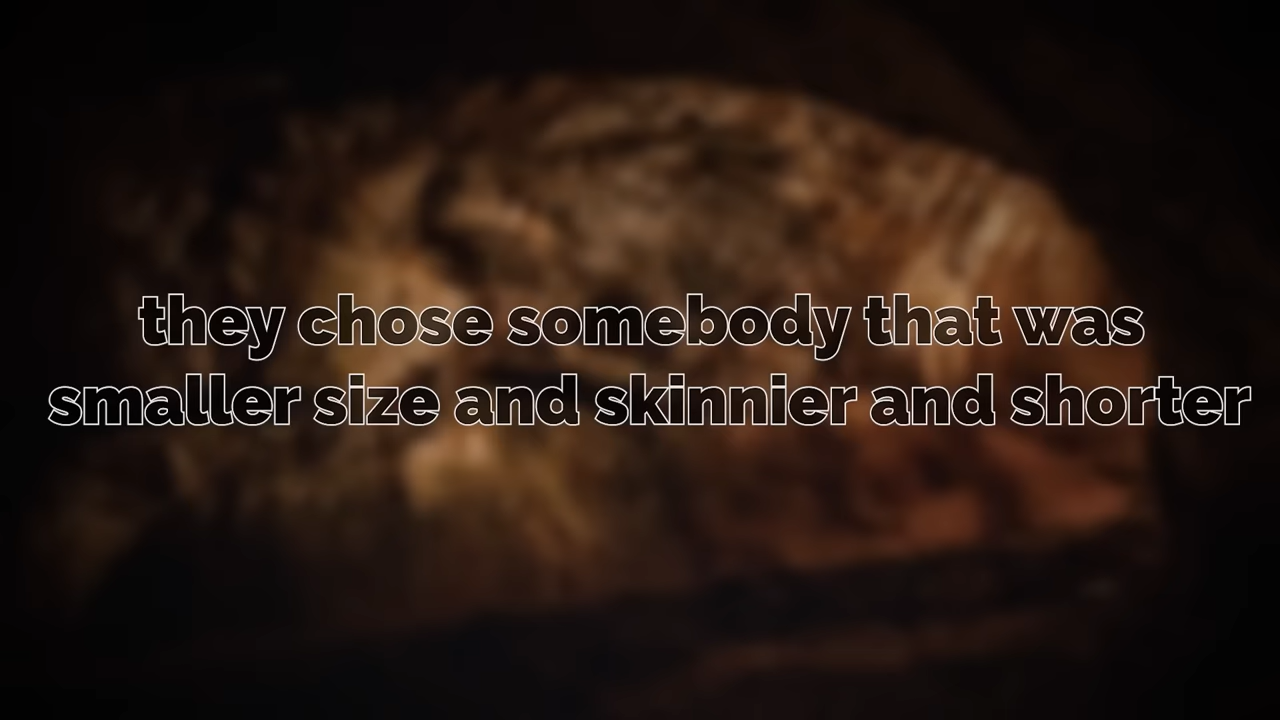 they chose somebody that was
smaller size and skinnier and shorter